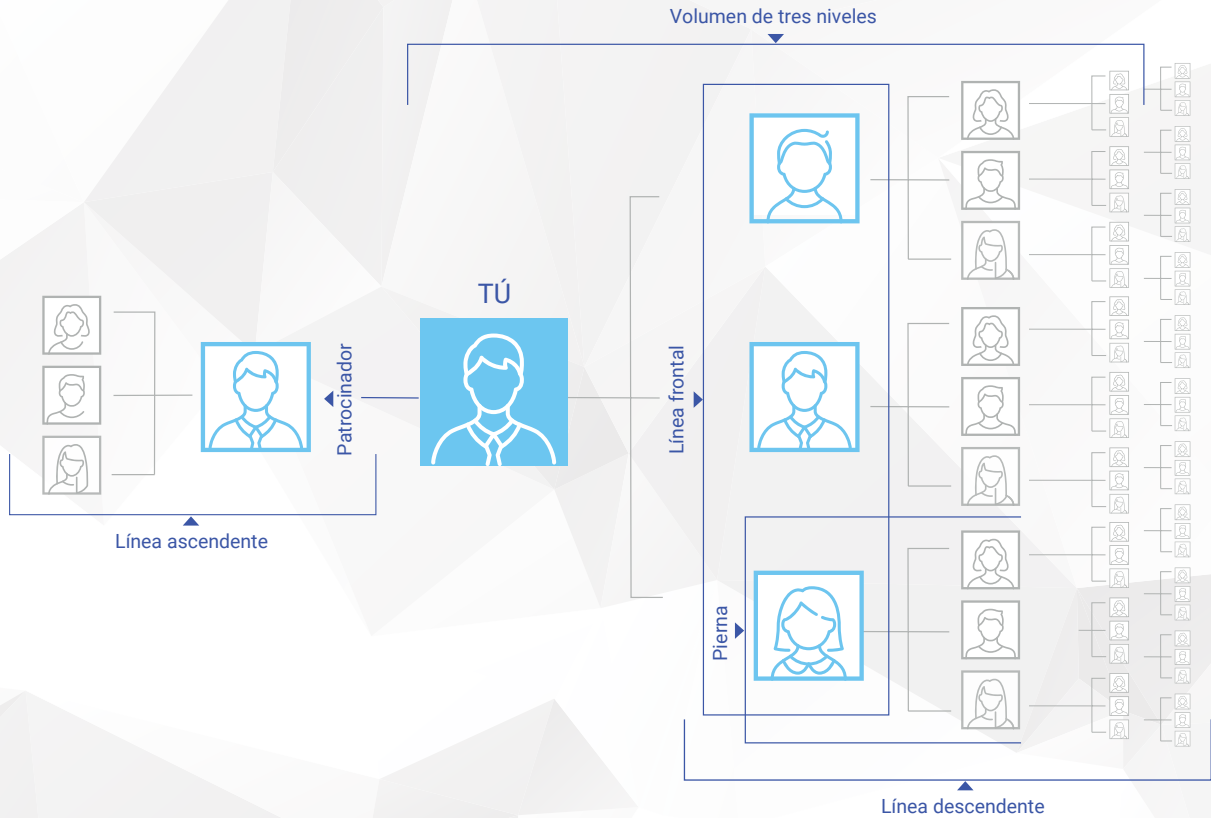 Volumen de tres niveles
TÚ
Patrocinador
Línea frontal
Línea ascendente
Pierna
Línea descendente